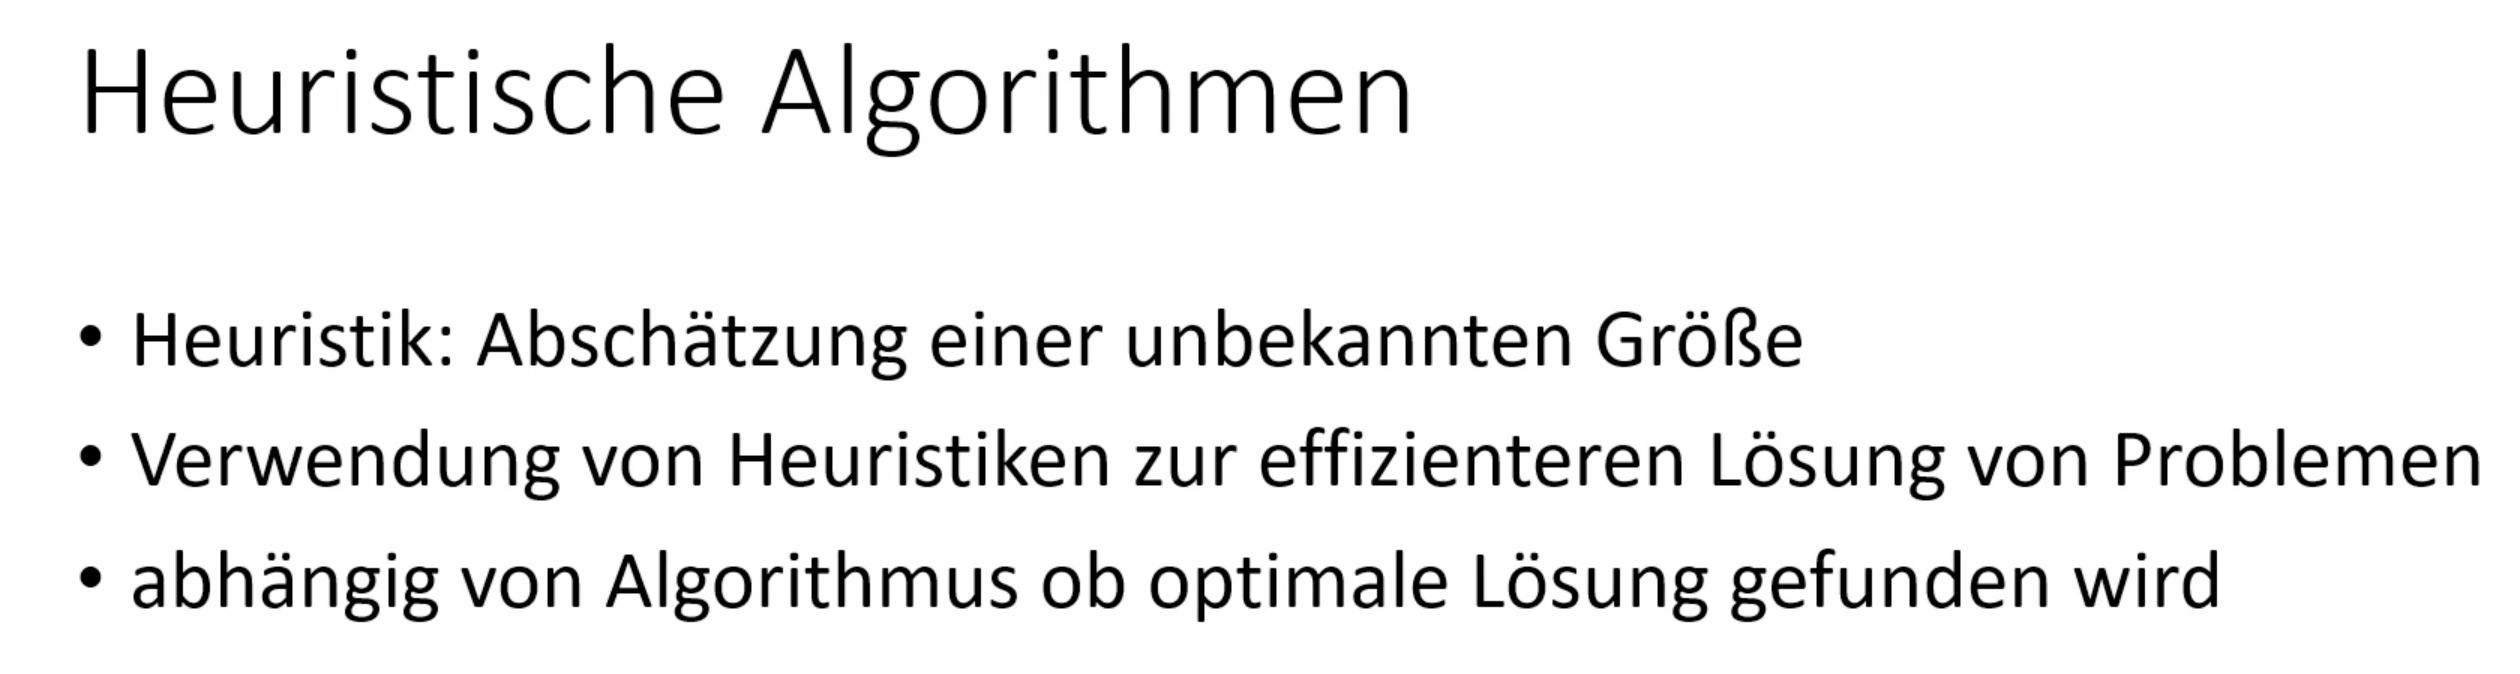 Heuristische Algorithmen
• Heuristik: Abschätzung einer unbekannten Größe
• Verwendung von Heuristiken zur effizienteren Lösung von Problemen
• abhängig von Algorithmus ob optimale Lösung gefunden wird